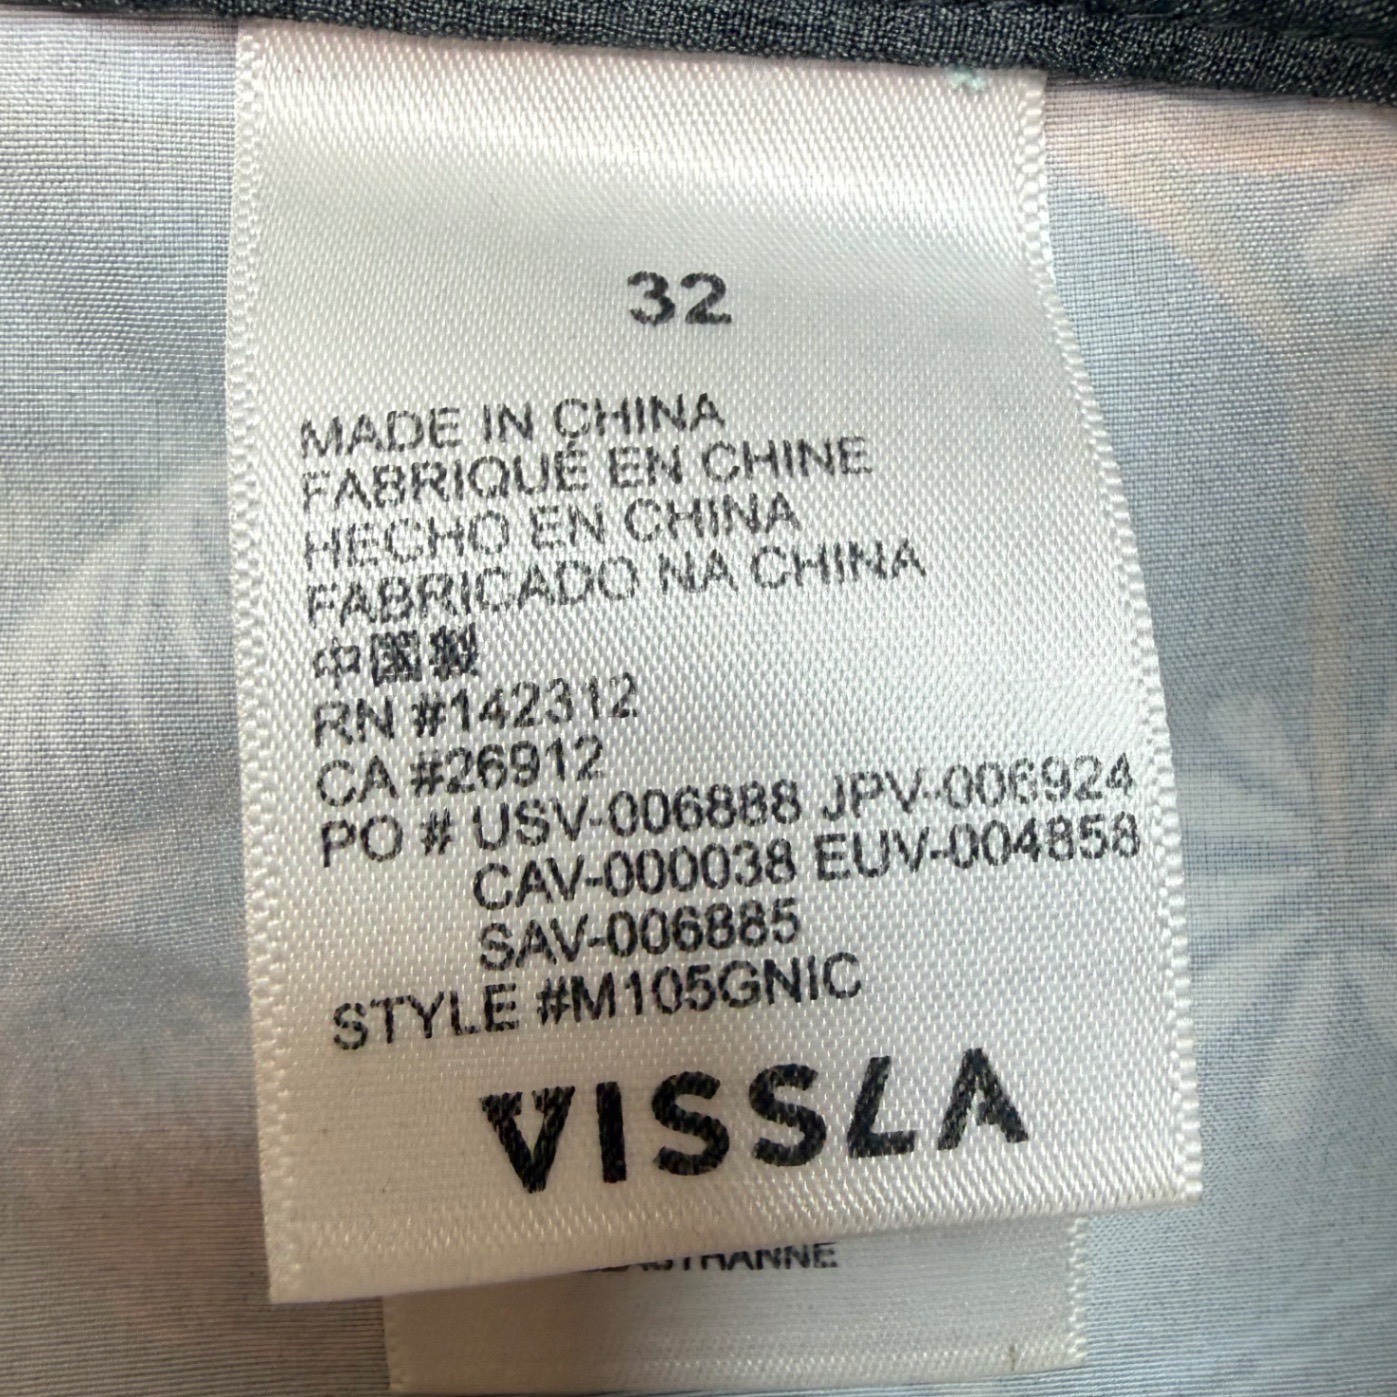 32
MADE IN CHINA
FABRIQUÉ EN CHINE
HECHO EN CHINA
FABRICADO NA CHINA
中国製
RN #142312
CA #26912
PO # USV-006888 JPV-006924
CAV-000038 EUV-004858
SAV-006885
STYLE #M105GNIC
VISSLA